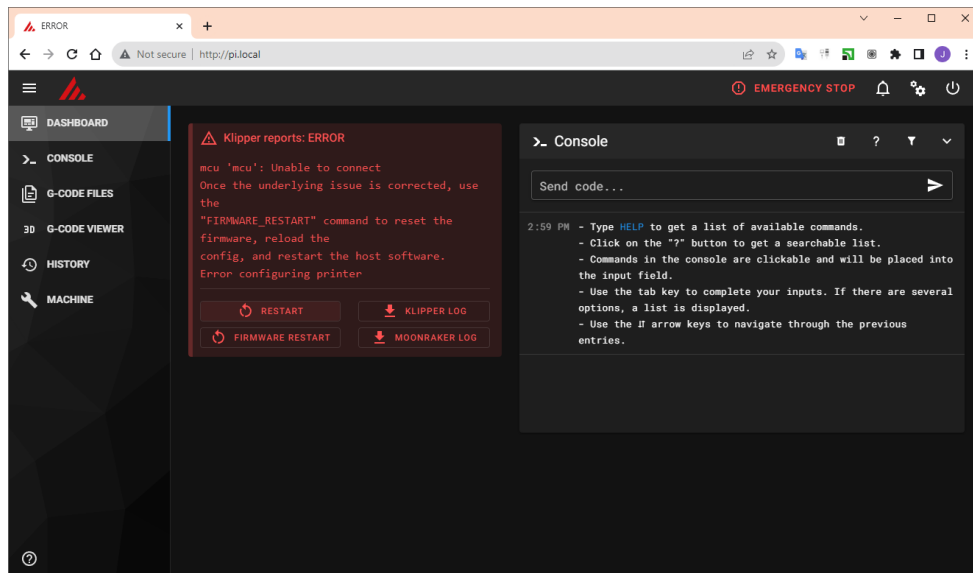 ERROR
Not secure
http://pi.local
J
EMERGENCY STOP
DASHBOARD
CONSOLE
G-CODE FILES
3D G-CODE VIEWER
HISTORY
MACHINE
Klipper reports: ERROR
mcu 'mcu': Unable to connect
Once the underlying issue is corrected, use
the
"FIRMWARE_RESTART" command to reset the
firmware, reload the
config, and restart the host software.
Error configuring printer
RESTART
KLIPPER LOG
FIRMWARE RESTART
MOONRAKER LOG
Console
?
Send code...
2:59 PM - Type HELP to get a list of available commands.
- Click on the "?" button to get a searchable list.
- Commands in the console are clickable and will be placed into
the input field.
- Use the tab key to complete your inputs. If there are several
options, a list is displayed.
- Use the ⇵ arrow keys to navigate through the previous
entries.
?